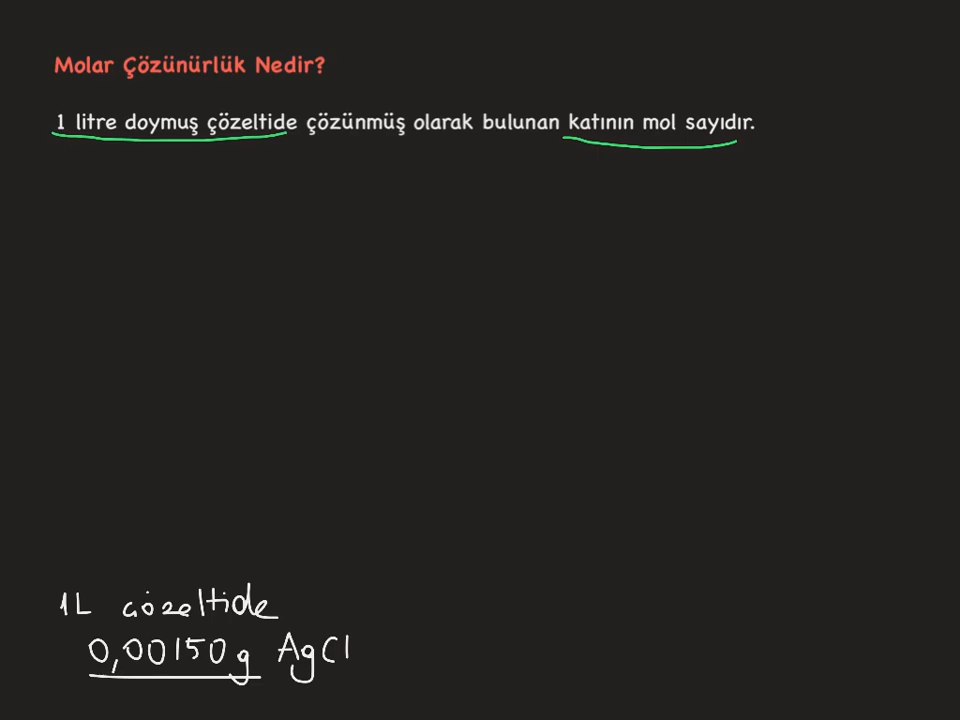 Molar Çözünürlük Nedir?
1 litre doymuş çözeltide çözünmüş olarak bulunan katının mol sayıdır.
1L çözeltide
0,00150g AgCl